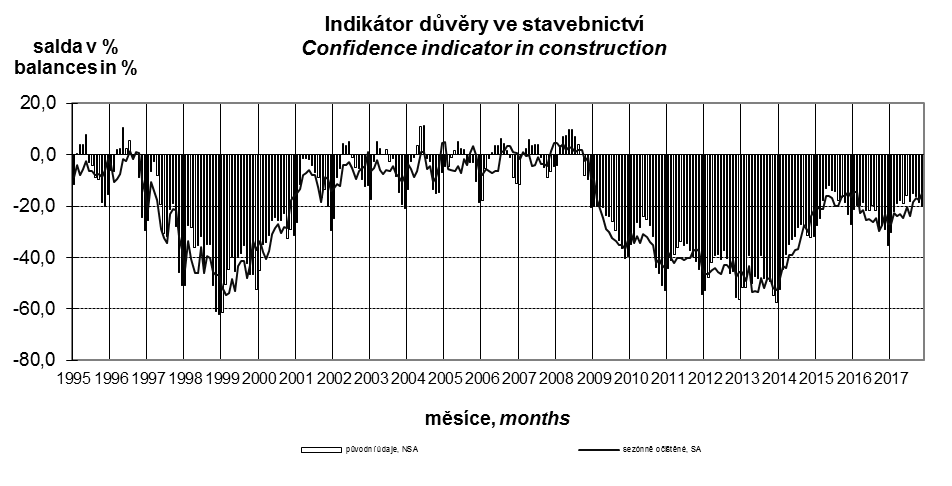 Indikátor důvěry ve stavebnictví
Confidence indicator in construction
salda v %
balances in %
20,0
0,0
-20,0
-40,0
-60,0
-80,0
1995 1996 1997 1998 1999 2000 2001 2002 2003 2004 2005 2006 2007 2008 2009 2010 2011 2012 2013 2014 2015 2016 2017
měsíce, months
původní údaje, NSA
sezónně očištěné, SA